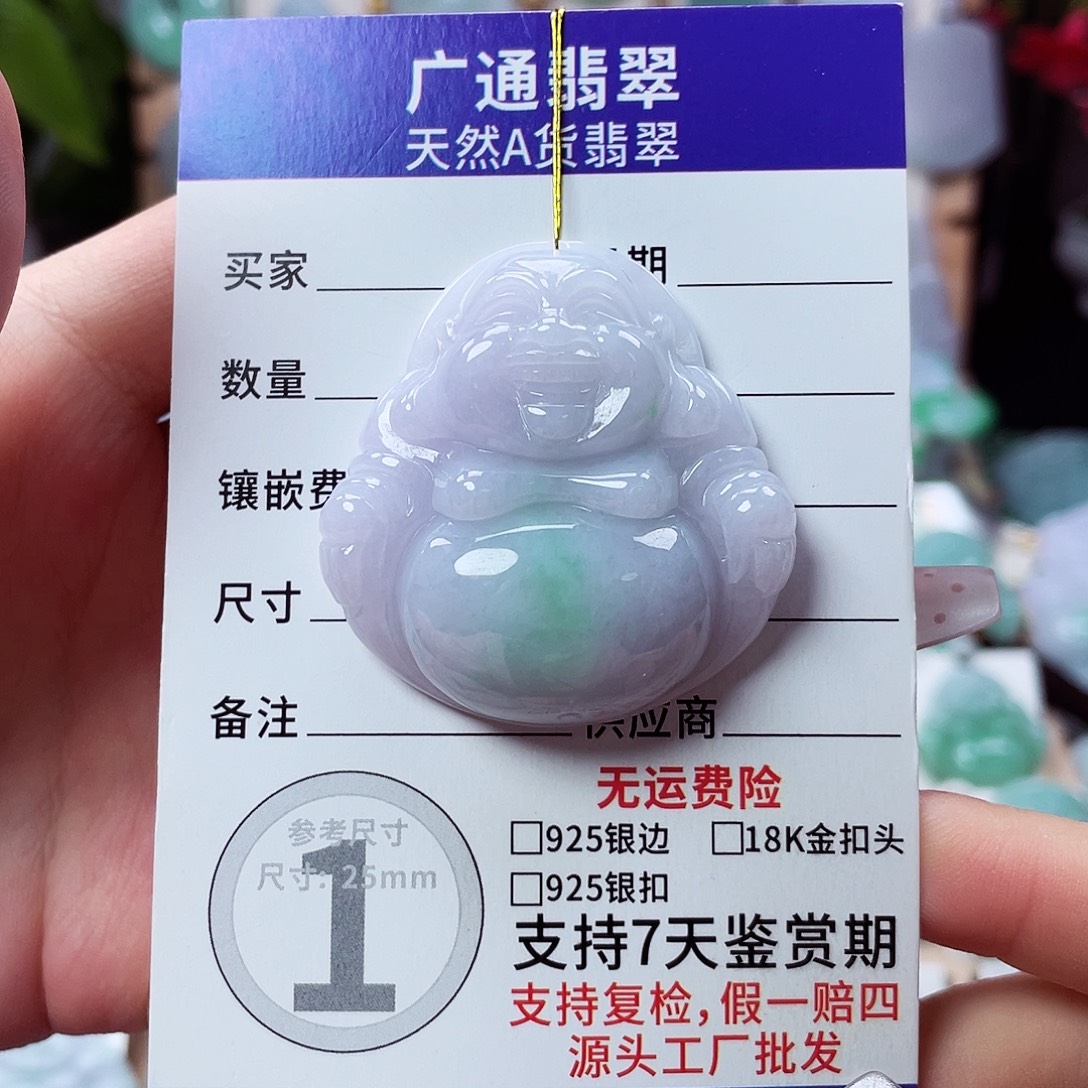 广通翡翠
天然A货翡翠
买家
期
数量
镶嵌费
尺寸
备注 供应商
无运费险
925银边 18K金扣头
925银扣
支持7天鉴赏期
支持复检,假一赔四
源头工厂批发
参考尺寸
尺寸: 25mm
1